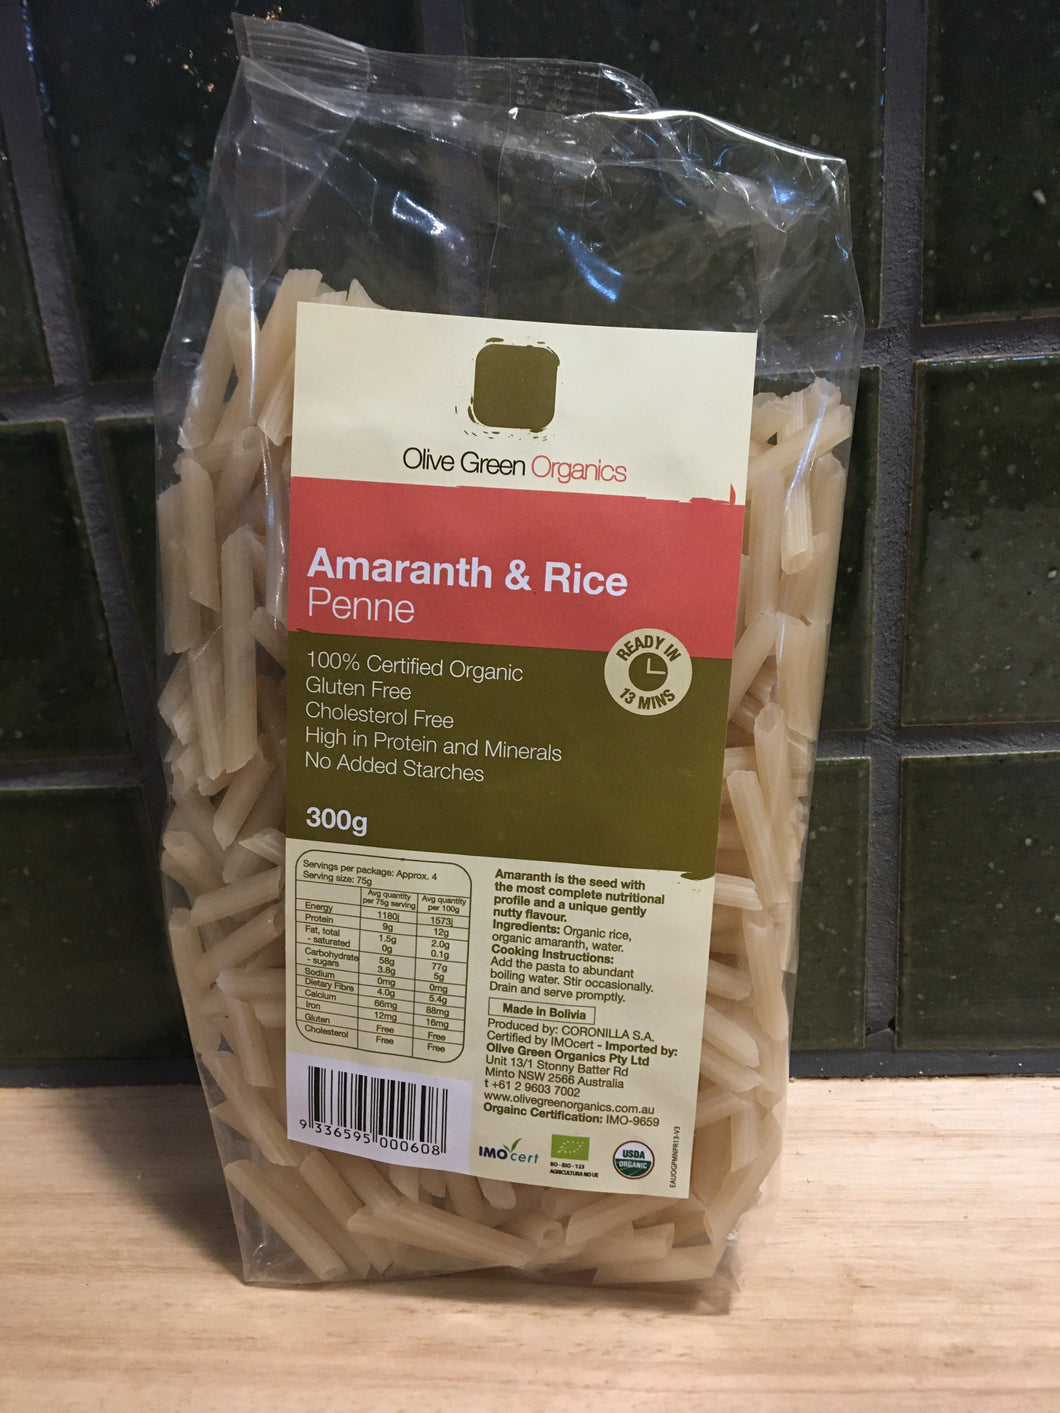 Olive Green Organics
Amaranth & Rice
Penne
READY IN
13 MINS
100% Certified Organic
Gluten Free
Cholesterol Free
High in Protein and Minerals
No Added Starches
300g
Servings per package: Approx. 4
Serving size: 75g
Avg quantity per 75g serving Avg quantity per 100g
Energy 1180j 1573j
Protein 9g 12g
Fat, total 1.5g 2.0g
- saturated 0g 0.1g
Carbohydrate 58g 77g
- sugars 3.8g 5g
Sodium 0mg 0mg
Dietary Fibre 4.0g 5.4g
Calcium 66mg 88mg
Iron 12mg 16mg
Gluten Free Free
Cholesterol Free Free
9 336595 000608
Amaranth is the seed with
the most complete nutritional
profile and a unique gently
nutty flavour.
Ingredients: Organic rice,
organic amaranth, water.
Cooking Instructions:
Add the pasta to abundant
boiling water. Stir occasionally.
Drain and serve promptly.
Made in Bolivia
Produced by: CORONILLA S.A.
Certified by IMOcert - Imported by:
Olive Green Organics Pty Ltd
Unit 13/1 Stonny Batter Rd
Minto NSW 2566 Australia
t +61 2 9603 7002
www.olivegreenorganics.com.au
Orgainc Certification: IMO-9659
IMOcert
BO - BIO - 123
AGRICULTURA NO UE
USDA
ORGANIC